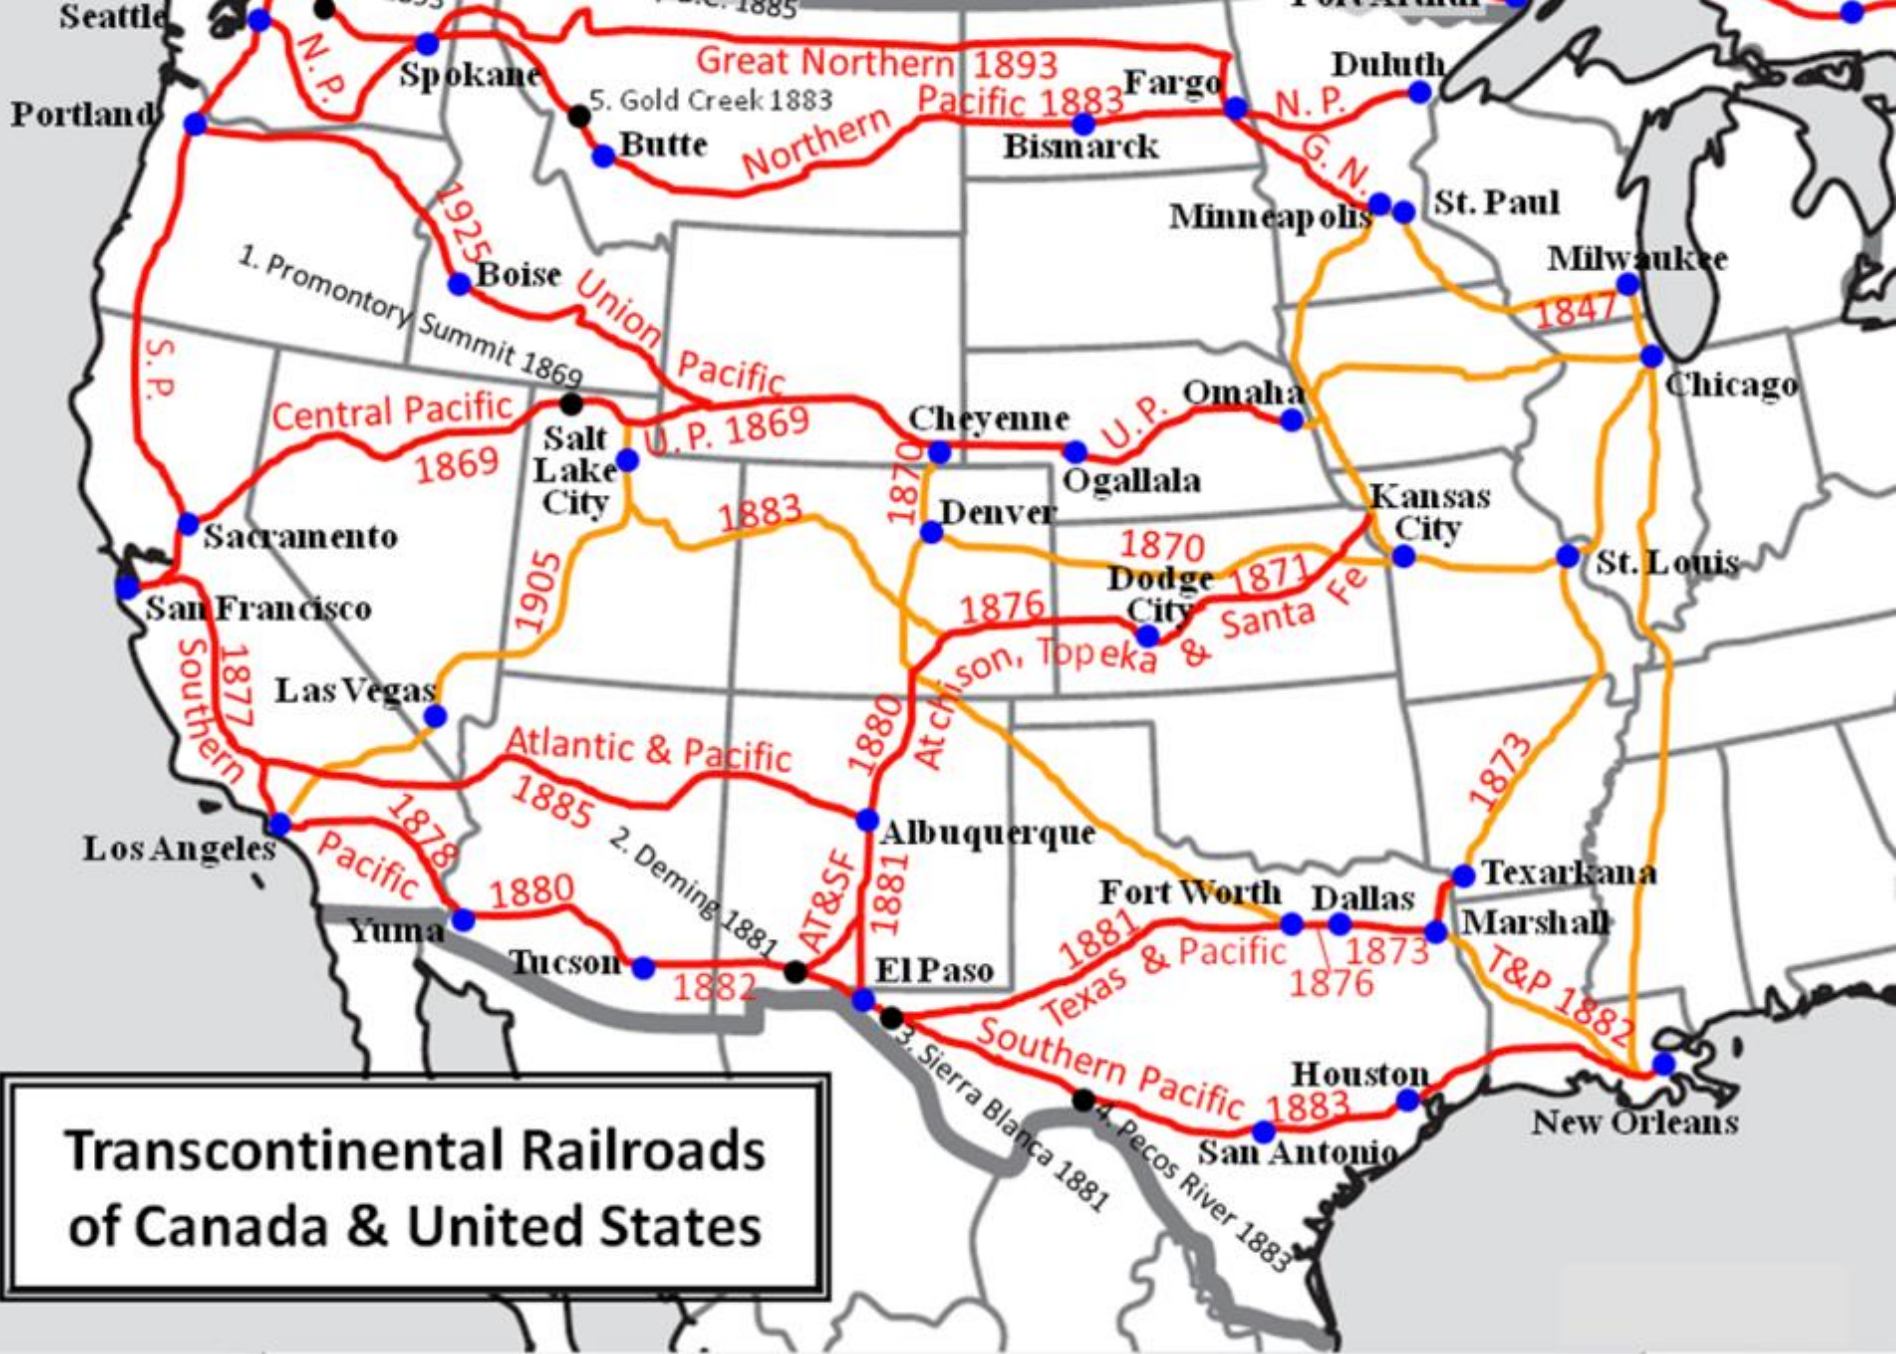 1885
Seattle
N. P.
Spokane
Great Northern 1893
Duluth
Fargo
N. P.
Portland
5. Gold Creek 1883
Butte
Northern
Pacific 1883
Bismarck
G. N.
Minneapolis
St. Paul
1925
Milwaukee
1847
1. Promontory Summit 1869
Boise
Union
Pacific
Chicago
S. P.
Central Pacific
1869
Salt
Lake
City
U. P. 1869
Cheyenne
U. P.
Omaha
Ogallala
1870
Denver
Kansas
City
Sacramento
1883
1870
Dodge
City
1871
St. Louis
San Francisco
1905
1876
Atchison, Topeka & Santa Fe
Southern
1877
Las Vegas
1880
Atlantic & Pacific
1885
1873
Los Angeles
Pacific
1878
2. Deming 1881
Albuquerque
AT&SF
1881
Texarkana
Fort Worth
Dallas
Marshall
Yuma
1880
Tucson
1882
El Paso
1881
Texas & Pacific
1876
1873
T&P 1882
3. Sierra Blanca 1881
Southern Pacific
1883
Houston
4. Pecos River 1883
San Antonio
New Orleans
Transcontinental Railroads
of Canada & United States